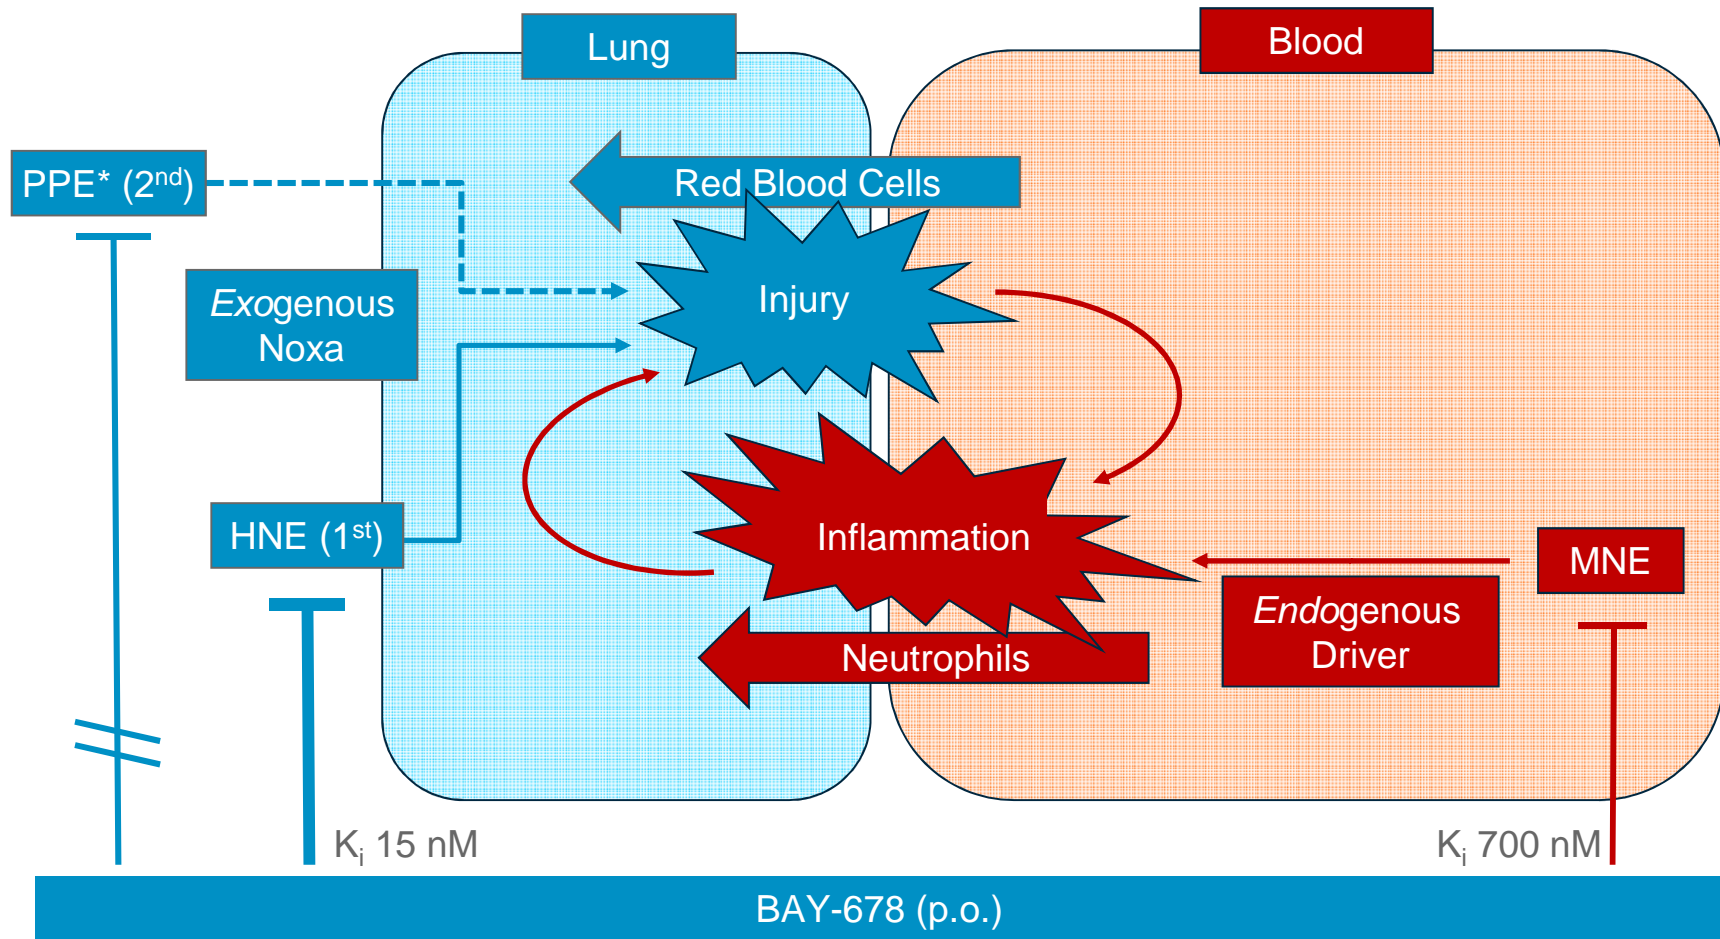 Lung
Blood
PPE* (2nd)
Red Blood Cells
Exogenous
Noxa
Injury
HNE (1st)
Inflammation
MNE
Endogenous
Driver
Neutrophils
Ki 15 nM
Ki 700 nM
BAY-678 (p.o.)